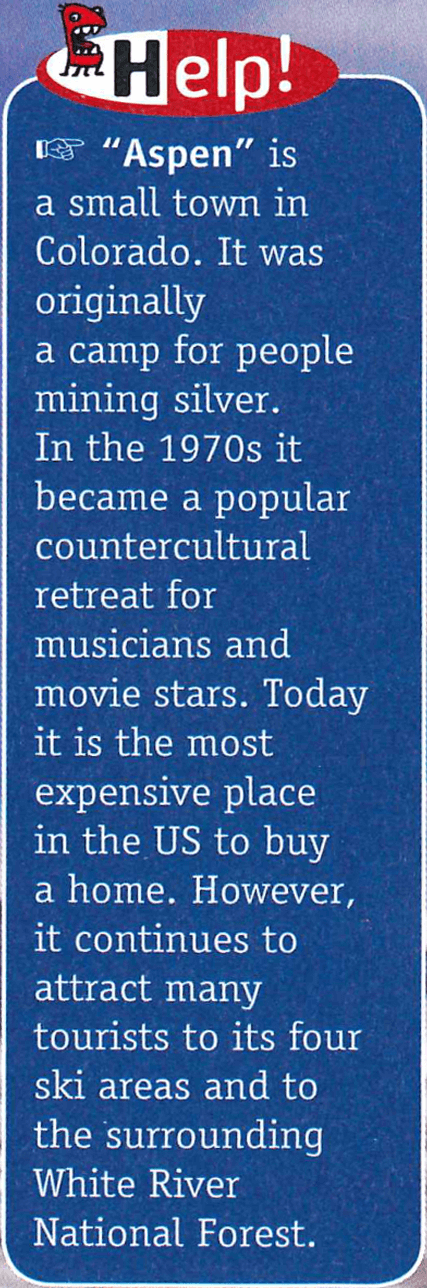 Help!
☞ “Aspen” is
a small town in
Colorado. It was
originally
a camp for people
mining silver.
In the 1970s it
became a popular
countercultural
retreat for
musicians and
movie stars. Today
it is the most
expensive place
in the US to buy
a home. However,
it continues to
attract many
tourists to its four
ski areas and to
the surrounding
White River
National Forest.